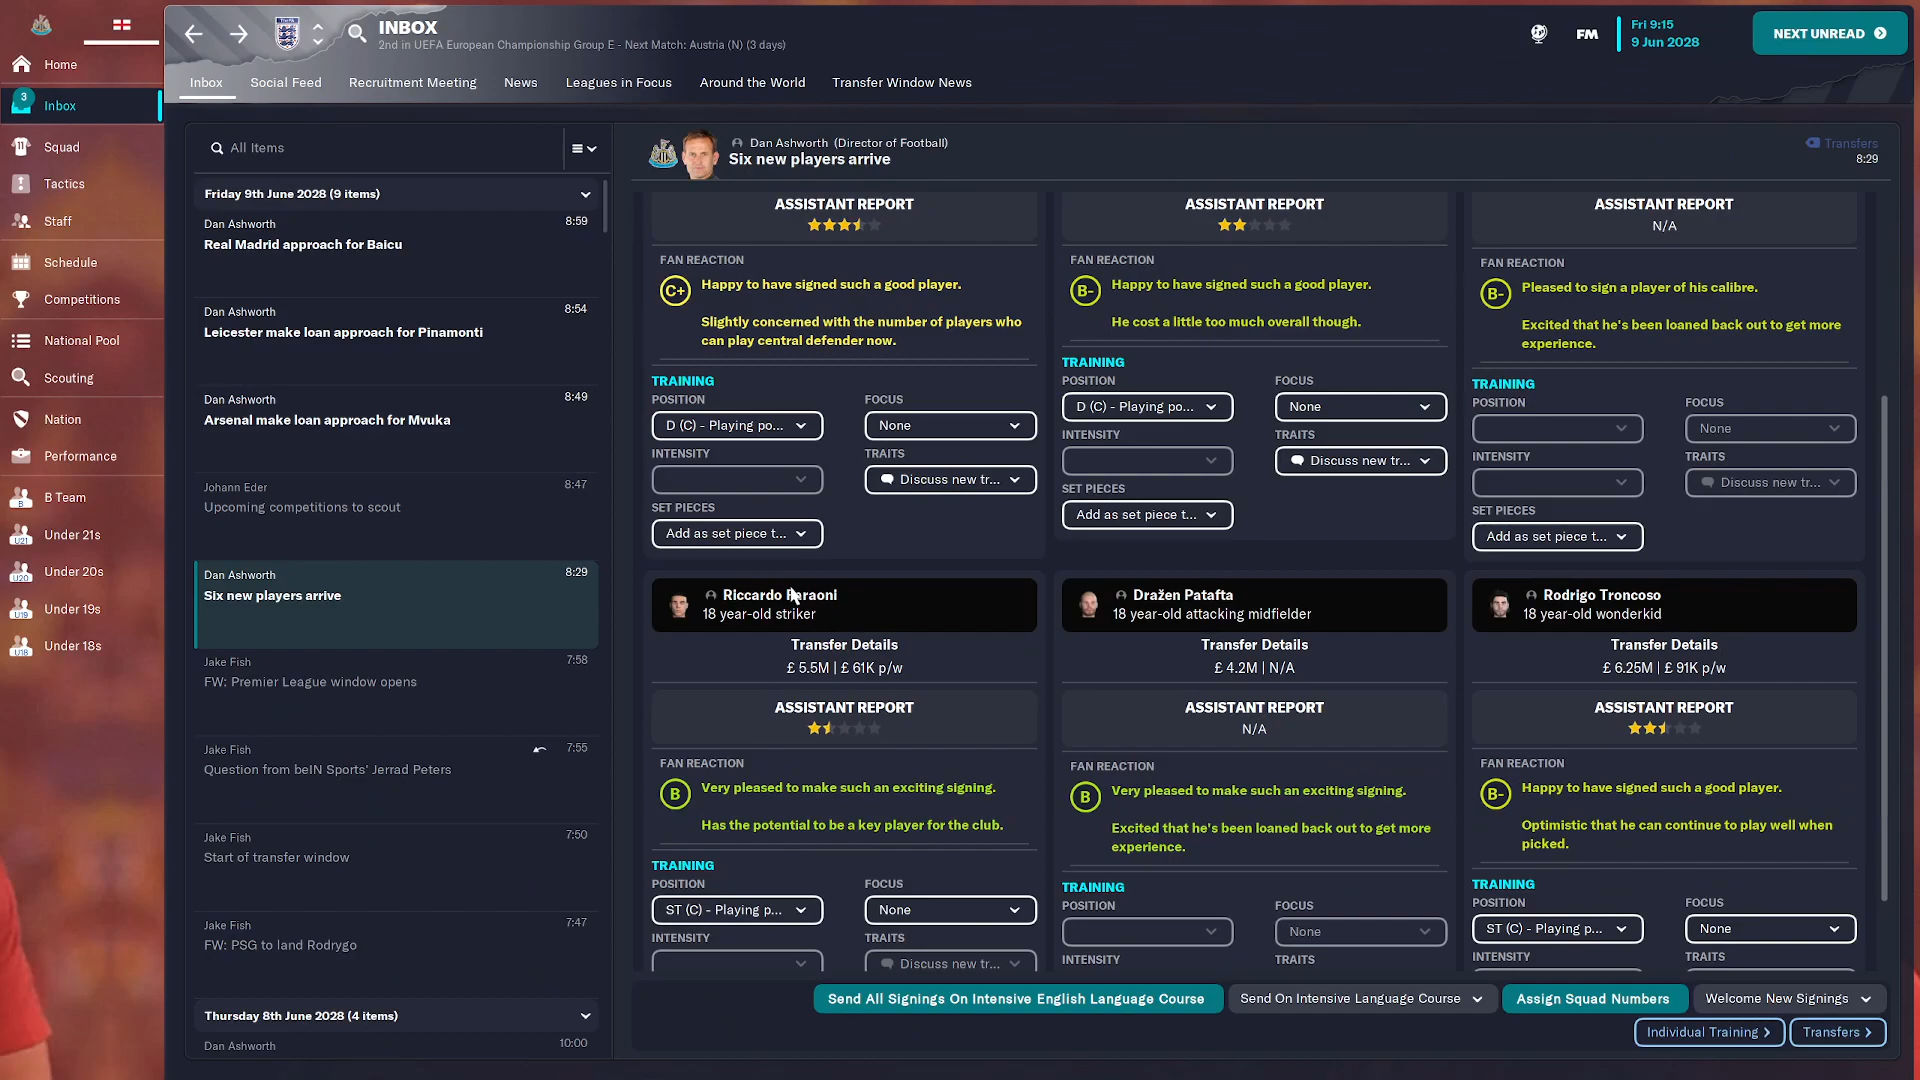 INBOX
2nd in UEFA European Championship Group E - Next Match: Austria (N) (3 days)
FM
Fri 9:15
9 Jun 2028
NEXT UNREAD
Home
3
Inbox
Squad
Tactics
Staff
Schedule
Competitions
National Pool
Scouting
Nation
Performance
B
B Team
U21
Under 21s
U20
Under 20s
U19
Under 19s
U18
Under 18s
Inbox
Social Feed
Recruitment Meeting
News
Leagues in Focus
Around the World
Transfer Window News
All Items
Friday 9th June 2028 (9 items)
Dan Ashworth 8:59
Real Madrid approach for Baicu
Dan Ashworth 8:54
Leicester make loan approach for Pinamonti
Dan Ashworth 8:49
Arsenal make loan approach for Mvuka
Johann Eder 8:47
Upcoming competitions to scout
Dan Ashworth 8:29
Six new players arrive
Jake Fish 7:58
FW: Premier League window opens
Jake Fish 7:55
Question from beIN Sports' Jerrad Peters
Jake Fish 7:50
Start of transfer window
Jake Fish 7:47
FW: PSG to land Rodrygo
Thursday 8th June 2028 (4 items)
Dan Ashworth 10:00
Dan Ashworth (Director of Football)
Six new players arrive
Transfers
8:29
ASSISTANT REPORT
FAN REACTION
C+
Happy to have signed such a good player.
Slightly concerned with the number of players who
can play central defender now.
TRAINING
POSITION FOCUS
D (C) - Playing po... None
INTENSITY TRAITS
Discuss new tr...
SET PIECES
Add as set piece t...
ASSISTANT REPORT
FAN REACTION
B-
Happy to have signed such a good player.
He cost a little too much overall though.
TRAINING
POSITION FOCUS
D (C) - Playing po... None
INTENSITY TRAITS
Discuss new tr...
SET PIECES
Add as set piece t...
ASSISTANT REPORT
N/A
FAN REACTION
B-
Pleased to sign a player of his calibre.
Excited that he's been loaned back out to get more
experience.
TRAINING
POSITION FOCUS
None
INTENSITY TRAITS
Discuss new tr...
SET PIECES
Add as set piece t...
Riccardo
18 year-old striker
Transfer Details
£ 5.5M | £ 61K p/w
ASSISTANT REPORT
FAN REACTION
B
Very pleased to make such an exciting signing.
Has the potential to be a key player for the club.
TRAINING
POSITION FOCUS
ST (C) - Playing p... None
INTENSITY TRAITS
Discuss new tr...
Dražen Patafta
18 year-old attacking midfielder
Transfer Details
£ 4.2M | N/A
ASSISTANT REPORT
N/A
FAN REACTION
B
Very pleased to make such an exciting signing.
Excited that he's been loaned back out to get more
experience.
TRAINING
POSITION FOCUS
None
INTENSITY TRAITS
Rodrigo Troncoso
18 year-old wonderkid
Transfer Details
£ 6.25M | £ 91K p/w
ASSISTANT REPORT
FAN REACTION
B-
Happy to have signed such a good player.
Optimistic that he can continue to play well when
picked.
TRAINING
POSITION FOCUS
ST (C) - Playing p... None
INTENSITY TRAITS
Send All Signings On Intensive English Language Course
Send On Intensive Language Course
Assign Squad Numbers
Welcome New Signings
Individual Training
Transfers